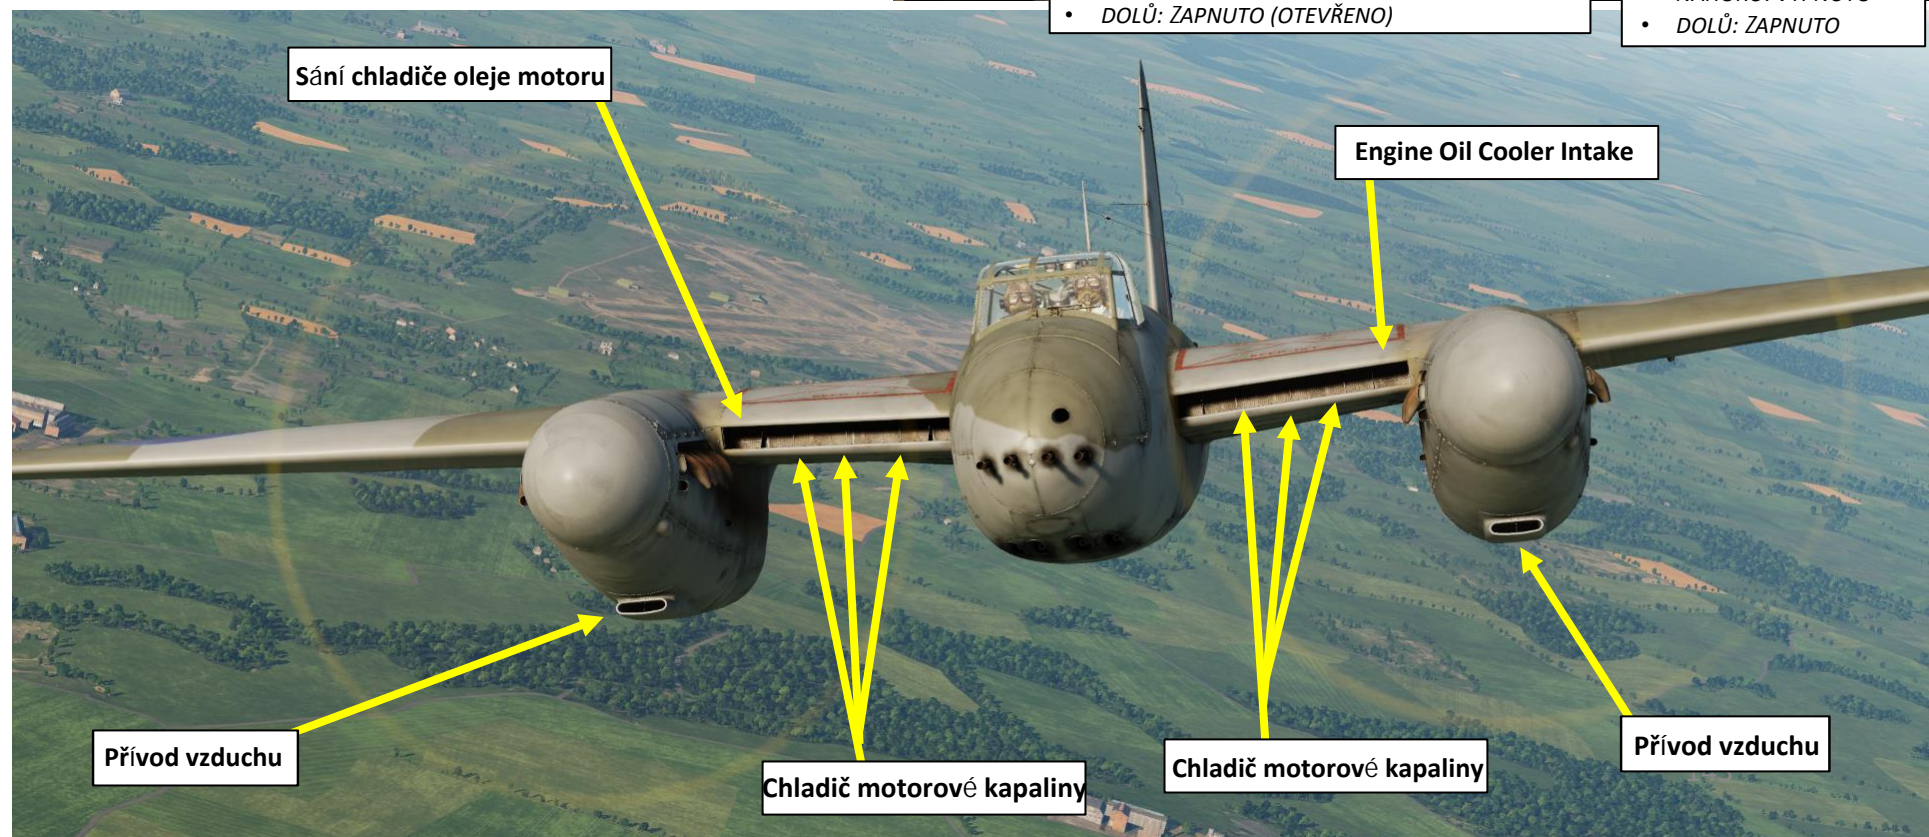 • DOLŮ: ZAPNUTO (OTEVŘENO)
• DOLŮ: ZAPNUTO
Sání chladiče oleje motoru
Engine Oil Cooler Intake
Přívod vzduchu
Chladič motorové kapaliny
Chladič motorové kapaliny
Přívod vzduchu